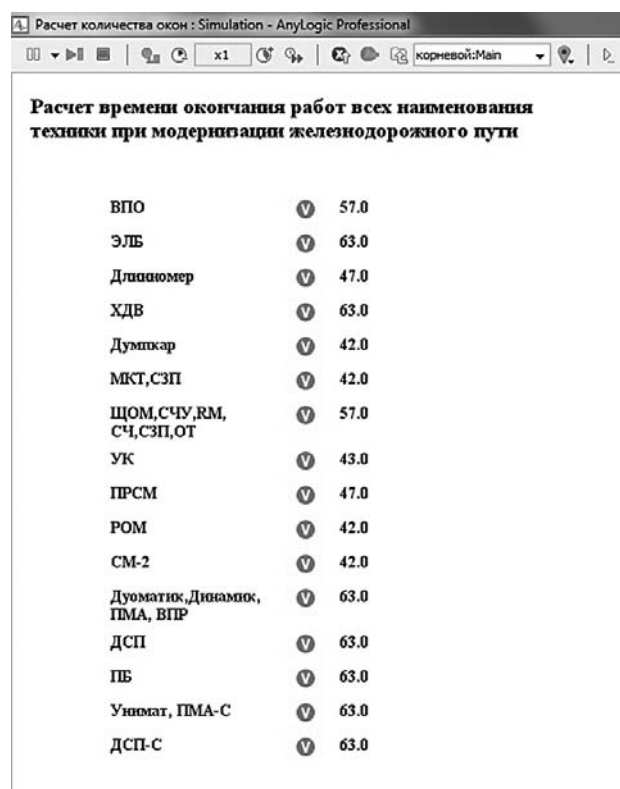 Расчет количества окон : Simulation - AnyLogic Professional
x1 корневой:Main
Расчет времени окончания работ всех наименования
техники при модернизации железнодорожного пути
ВПО V 57.0
ЭЛБ V 63.0
Длинномер V 47.0
ХДВ V 63.0
Думпкар V 42.0
МКТ,СЗП V 42.0
ЩОМ,СЧУ,RM, V 57.0
СЧ,СЗП,ОТ
УК V 43.0
ПРСМ V 47.0
РОМ V 42.0
СМ-2 V 42.0
Дуоматик,Динамик, V 63.0
ПМА, ВПР
ДСП V 63.0
ПБ V 63.0
Унимат, ПМА-С V 63.0
ДСП-С V 63.0